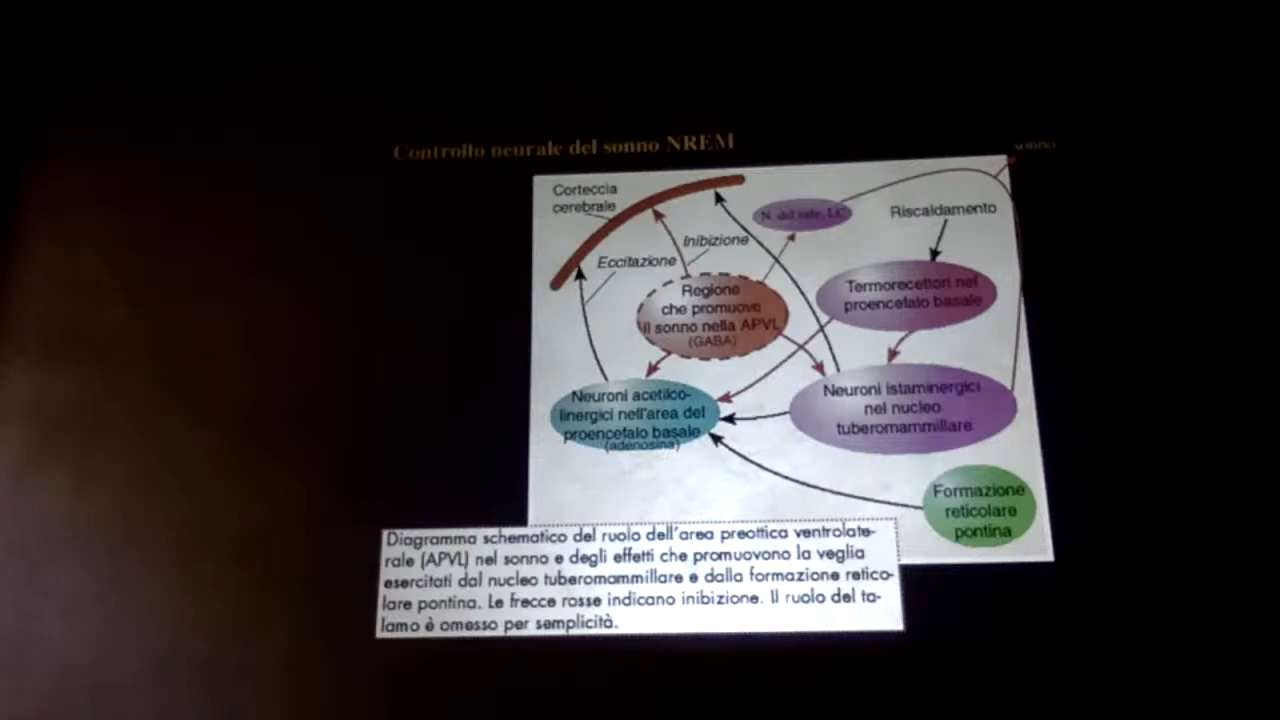 Controllo neurale del sonno NREM
sonno
Corteccia
cerebrale
N. del rafe, LC
Riscaldamento
Inibizione
Eccitazione
Regione
che promuove
il sonno nella APVL
(GABA)
Termorecettori nel
proencefalo basale
Neuroni acetilco-
linergici nell'area del
proencefalo basale
(adenosina)
Neuroni istaminergici
nel nucleo
tuberomammillare
Formazione
reticolare
pontina
Diagramma schematico del ruolo dell'area preottica ventrolate-
rale (APVL) nel sonno e degli effetti che promuovono la veglia
esercitati dal nucleo tuberomammillare e dalla formazione retico-
lare pontina. Le frecce rosse indicano inibizione. Il ruolo del ta-
lamo è omesso per semplicità.